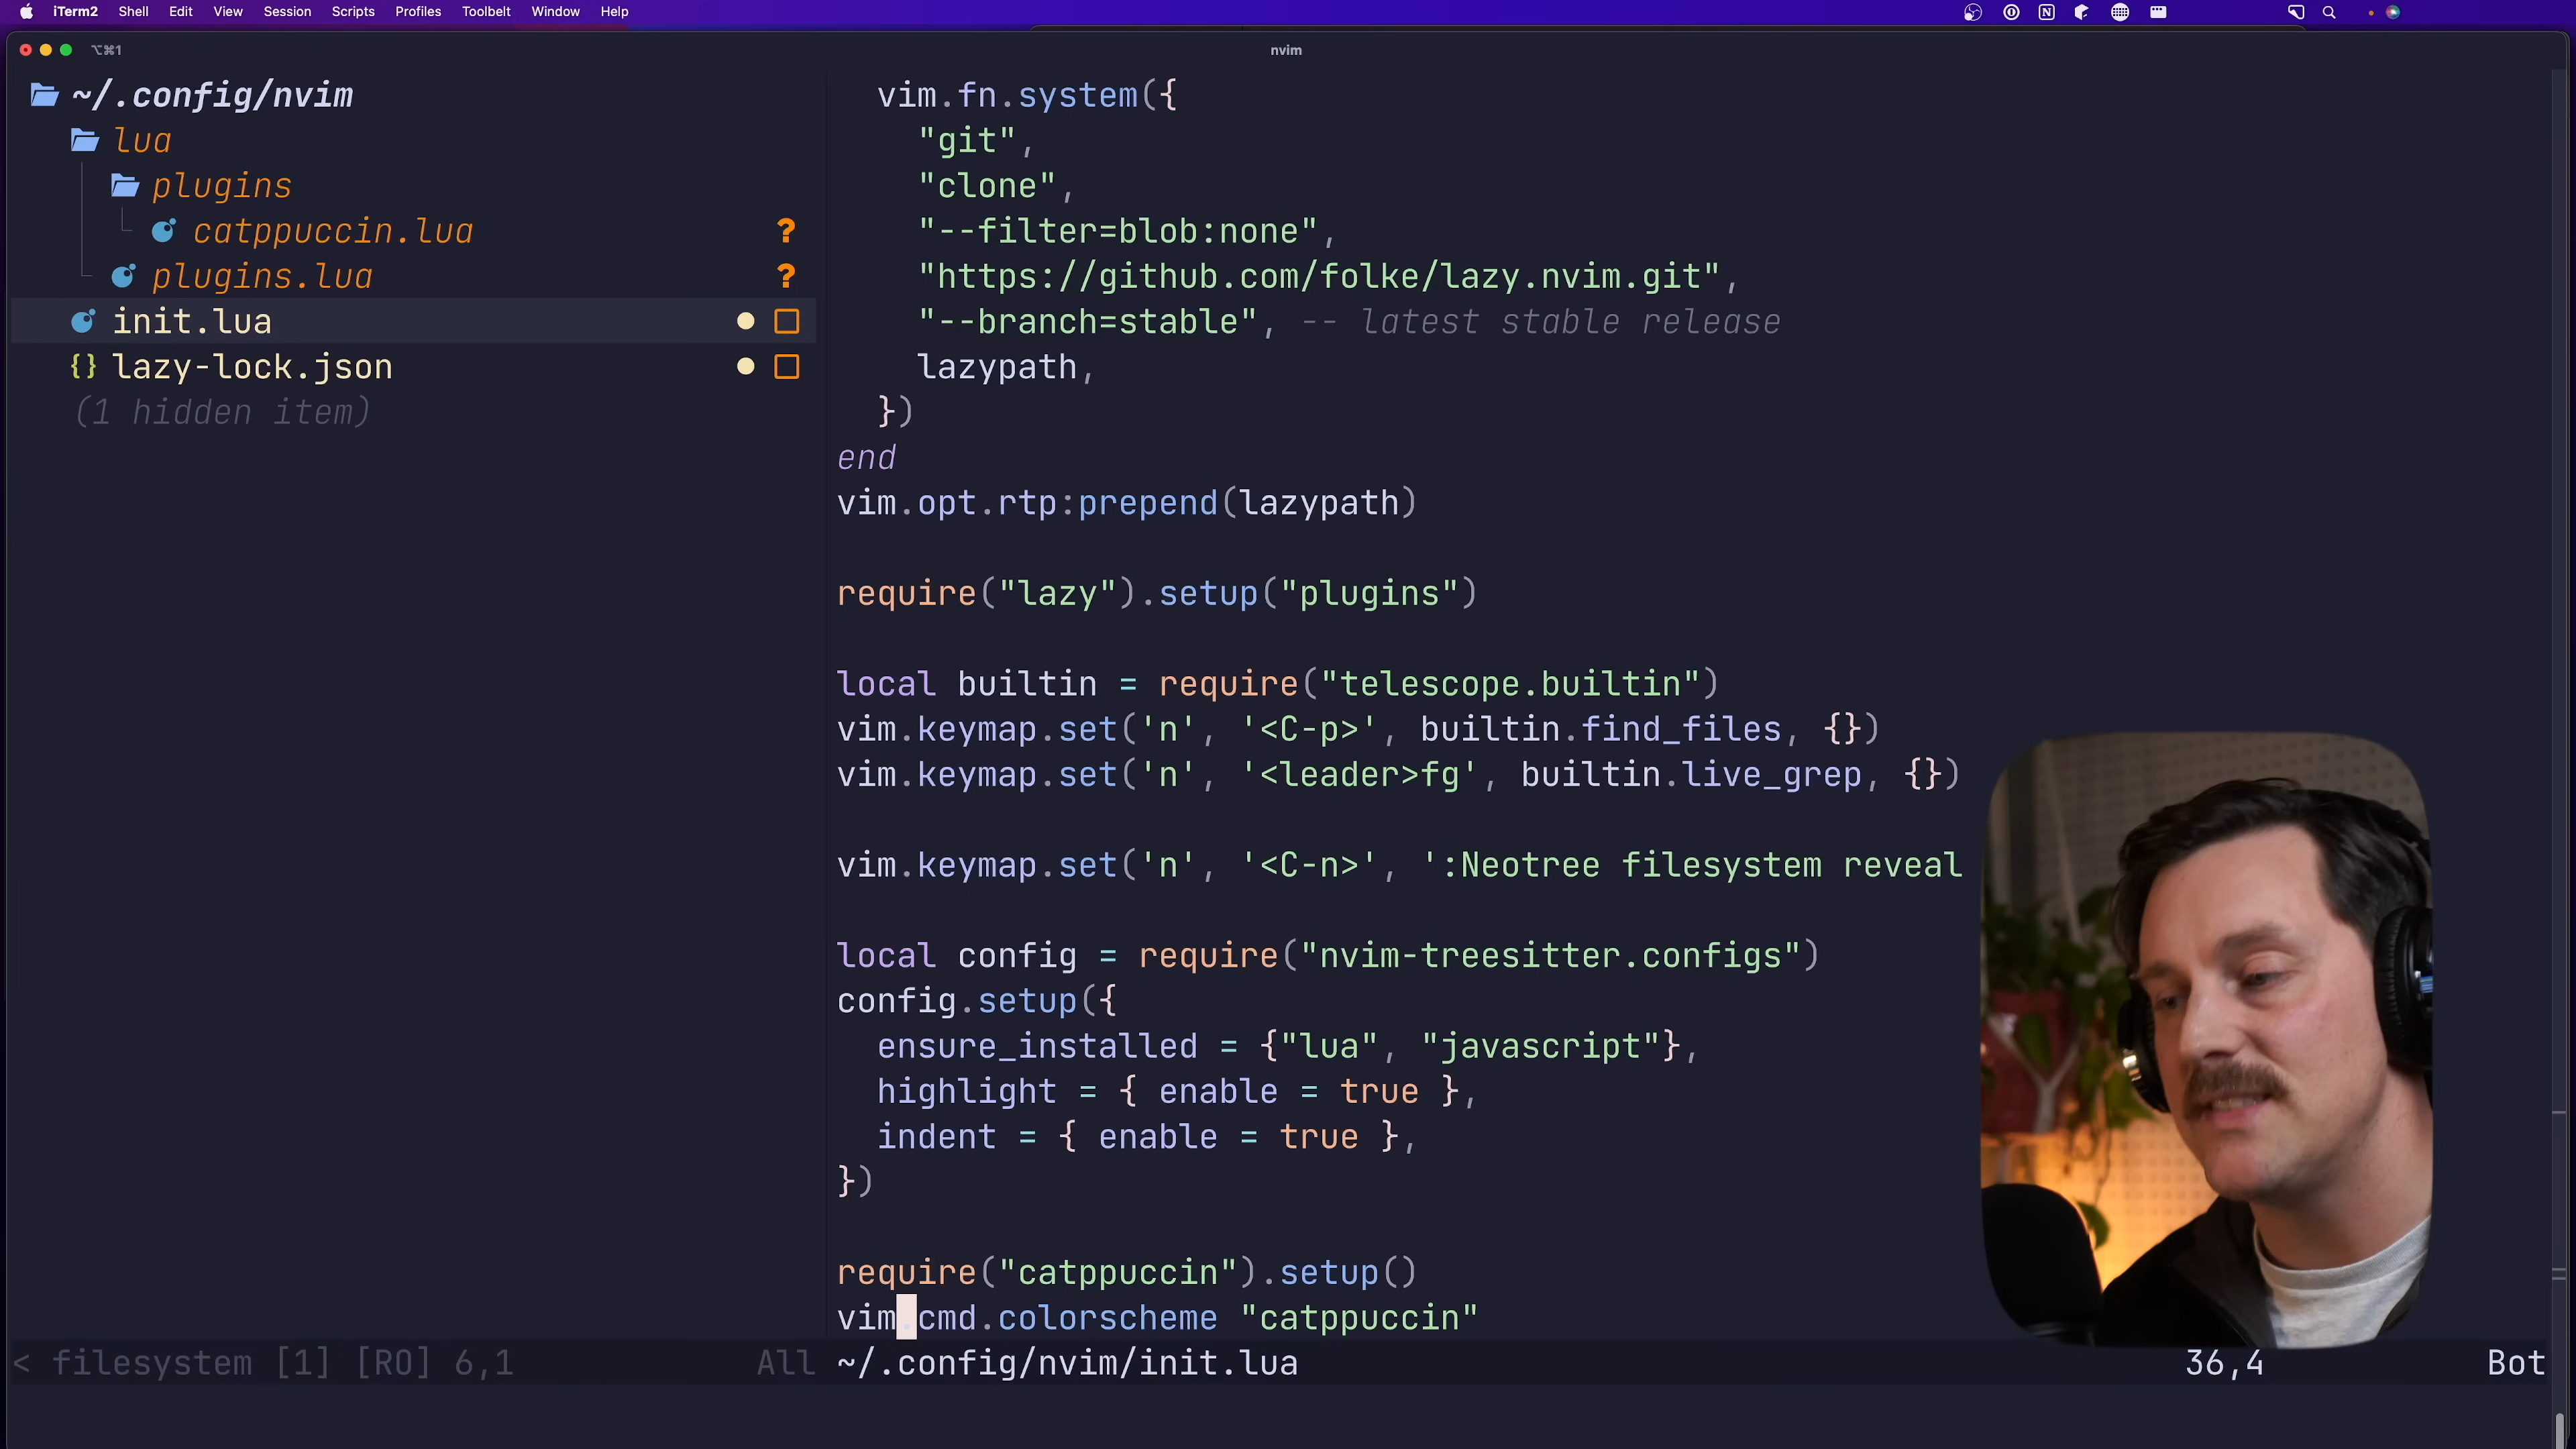 iTerm2 Shell Edit View Session Scripts Profiles Toolbelt Window Help
⌥⌘1
nvim
~/.config/nvim
lua
plugins
catppuccin.lua ?
plugins.lua ?
init.lua
{} lazy-lock.json
(1 hidden item)
< filesystem [1] [RO] 6,1 All
vim.fn.system({
"git",
"clone",
"--filter=blob:none",
"https://github.com/folke/lazy.nvim.git",
"--branch=stable", -- latest stable release
lazypath,
})
end
vim.opt.rtp:prepend(lazypath)
require("lazy").setup("plugins")
local builtin = require("telescope.builtin")
vim.keymap.set('n', '<C-p>', builtin.find_files, {})
vim.keymap.set('n', '<leader>fg', builtin.live_grep, {})
vim.keymap.set('n', '<C-n>', ':Neotree filesystem reveal
local config = require("nvim-treesitter.configs")
config.setup({
ensure_installed = {"lua", "javascript"},
highlight = { enable = true },
indent = { enable = true },
})
require("catppuccin").setup()
vim.cmd.colorscheme "catppuccin"
~/.config/nvim/init.lua 36,4 Bot